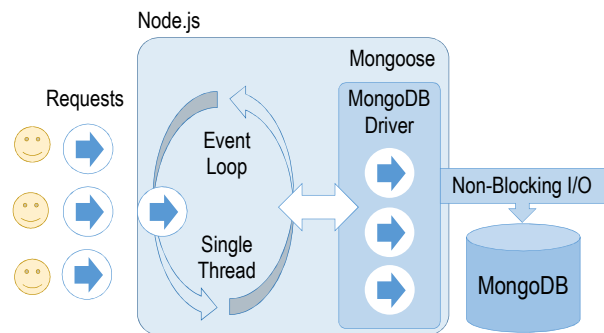 Node.js
Mongoose
Requests
MongoDB
Driver
Event
Loop
Non-Blocking I/O
Single
Thread
MongoDB